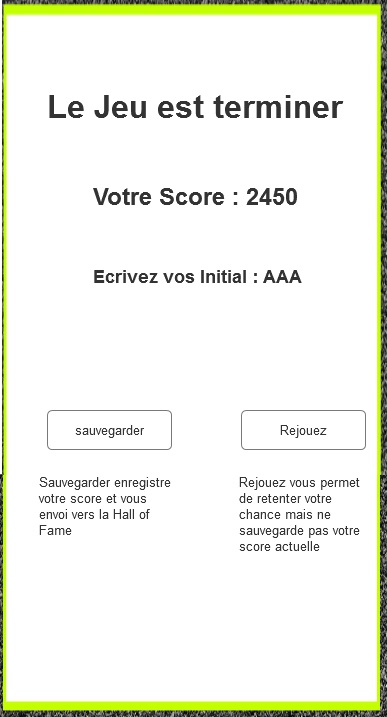 Le Jeu est terminer
Votre Score : 2450
Ecrivez vos Initial : AAA
sauvegarder
Rejouez
Sauvegarder enregistre
votre score et vous
envoi vers la Hall of
Fame
Rejouez vous permet
de retenter votre
chance mais ne
sauvegarde pas votre
score actuelle